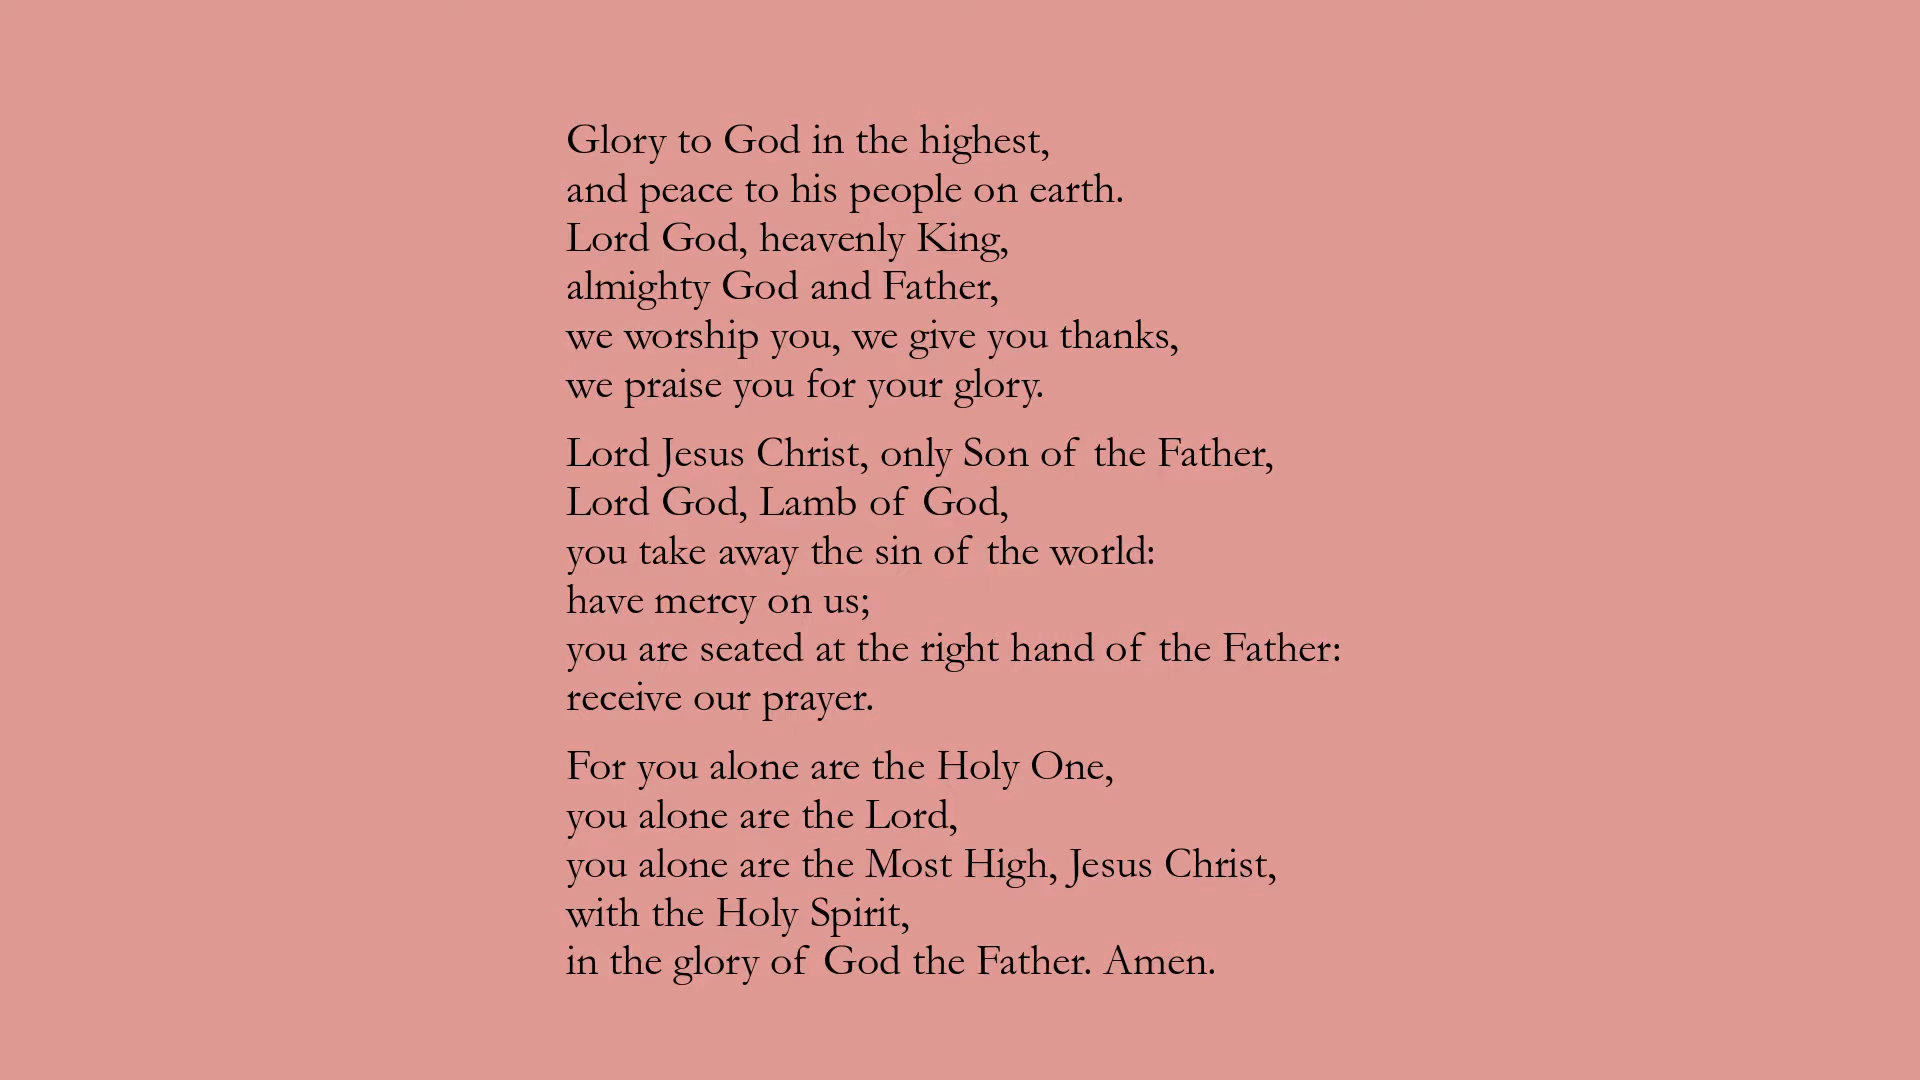 Glory to God in the highest,
and peace to his people on earth.
Lord God, heavenly King,
almighty God and Father,
we worship you, we give you thanks,
we praise you for your glory.
Lord Jesus Christ, only Son of the Father,
Lord God, Lamb of God,
you take away the sin of the world:
have mercy on us;
you are seated at the right hand of the Father:
receive our prayer.
For you alone are the Holy One,
you alone are the Lord,
you alone are the Most High, Jesus Christ,
with the Holy Spirit,
in the glory of God the Father. Amen.